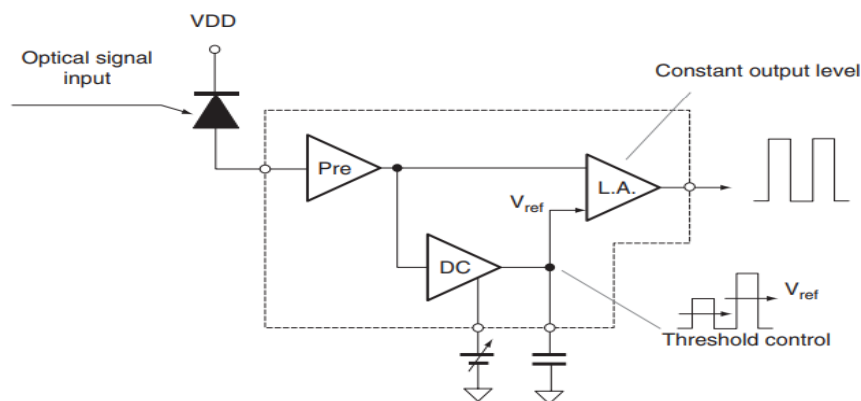 VDD
Optical signal
input
Constant output level
Pre
L.A.
Vref
DC
Vref
Threshold control